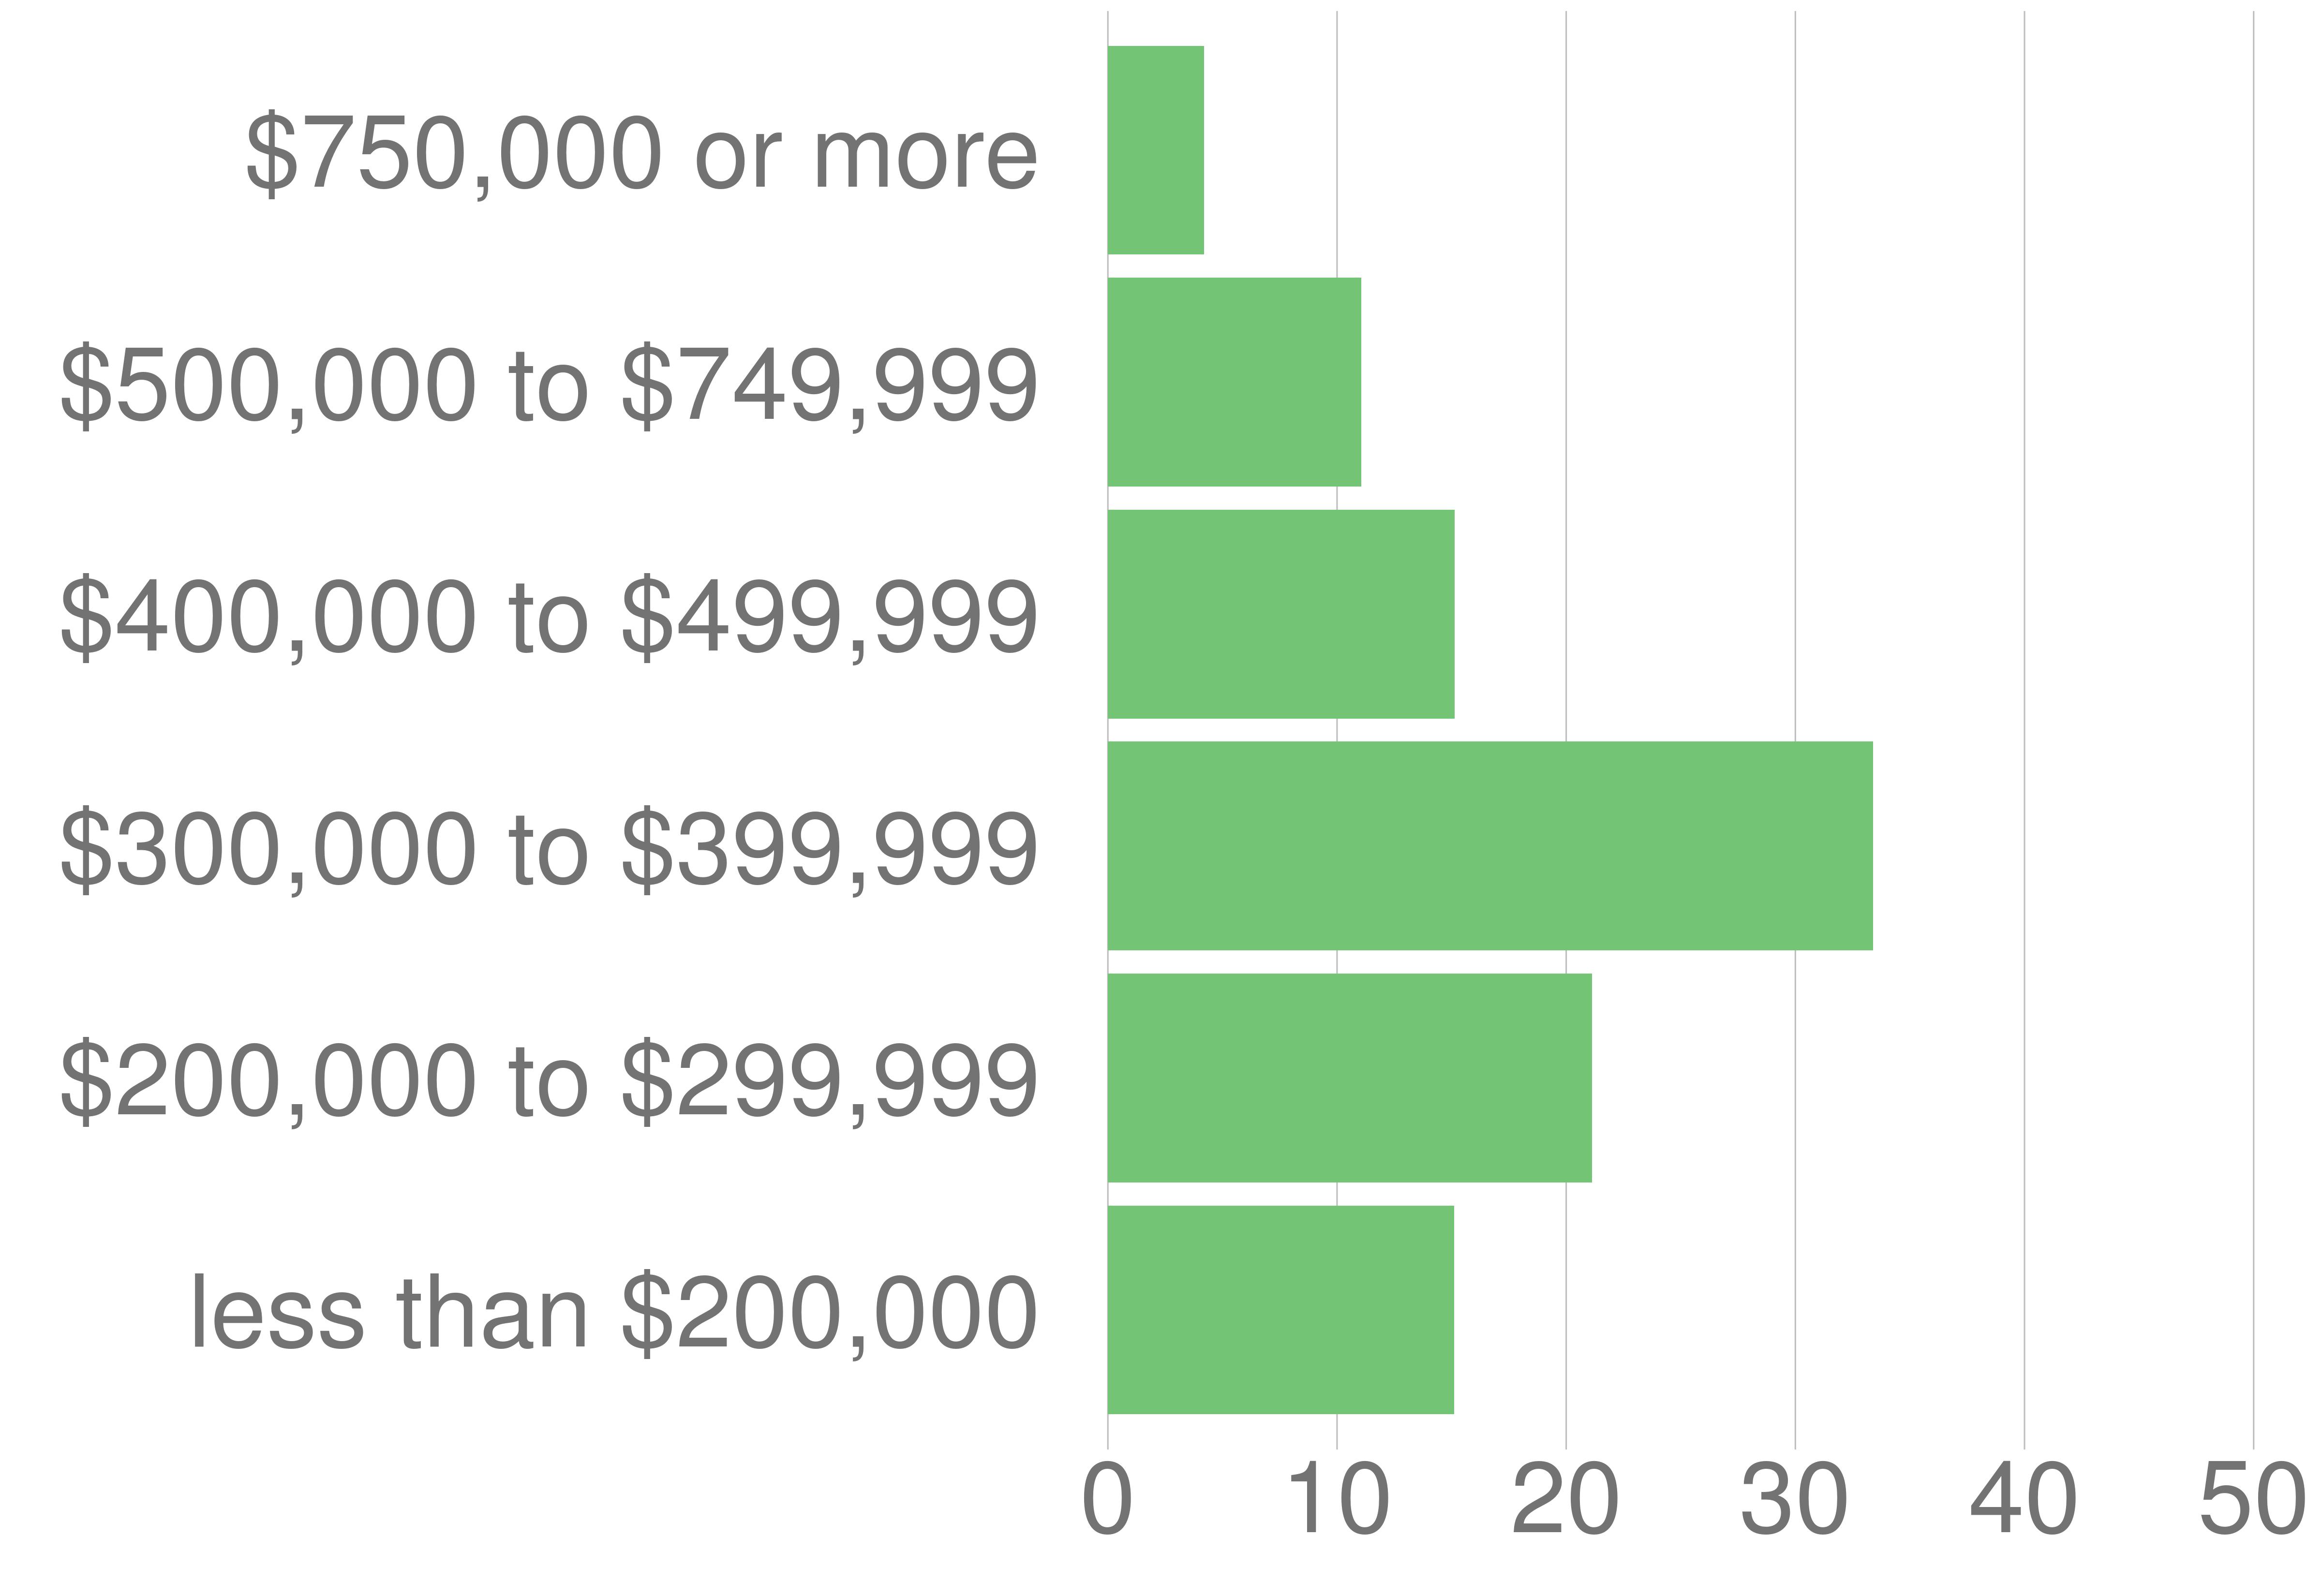 $750,000 or more
$500,000 to $749,999
$400,000 to $499,999
$300,000 to $399,999
$200,000 to $299,999
less than $200,000
0 10 20 30 40 50